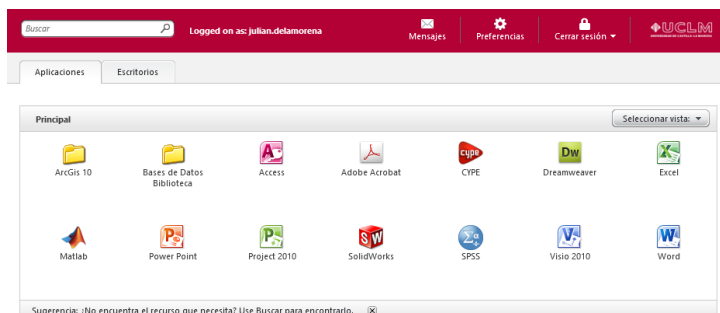 Buscar
Logged on as: julian.delamorena
Mensajes
Preferencias
Cerrar sesión
UCLM
Aplicaciones
Escritorios
Principal
Seleccionar vista:
ArcGis 10
Bases de Datos
Biblioteca
Access
Adobe Acrobat
CYPE
Dreamweaver
Excel
Matlab
Power Point
Project 2010
SolidWorks
SPSS
Visio 2010
Word
Sugerencia: ¿No encuentra el recurso que necesita? Use Buscar para encontrarlo.